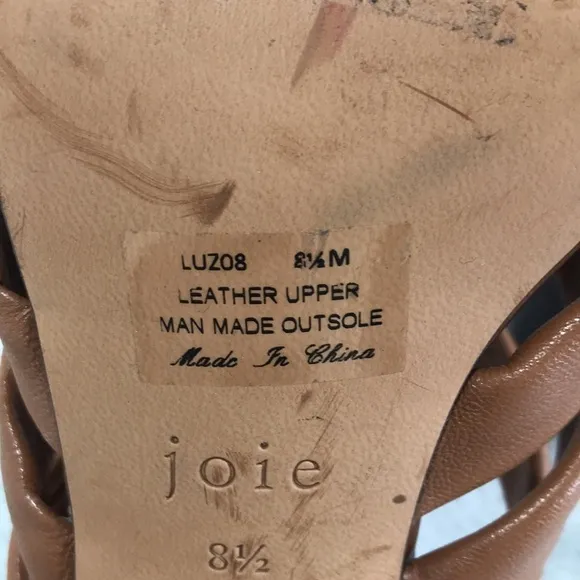 LUZ08 8½M
LEATHER UPPER
MAN MADE OUTSOLE
Made In China
joie
8½